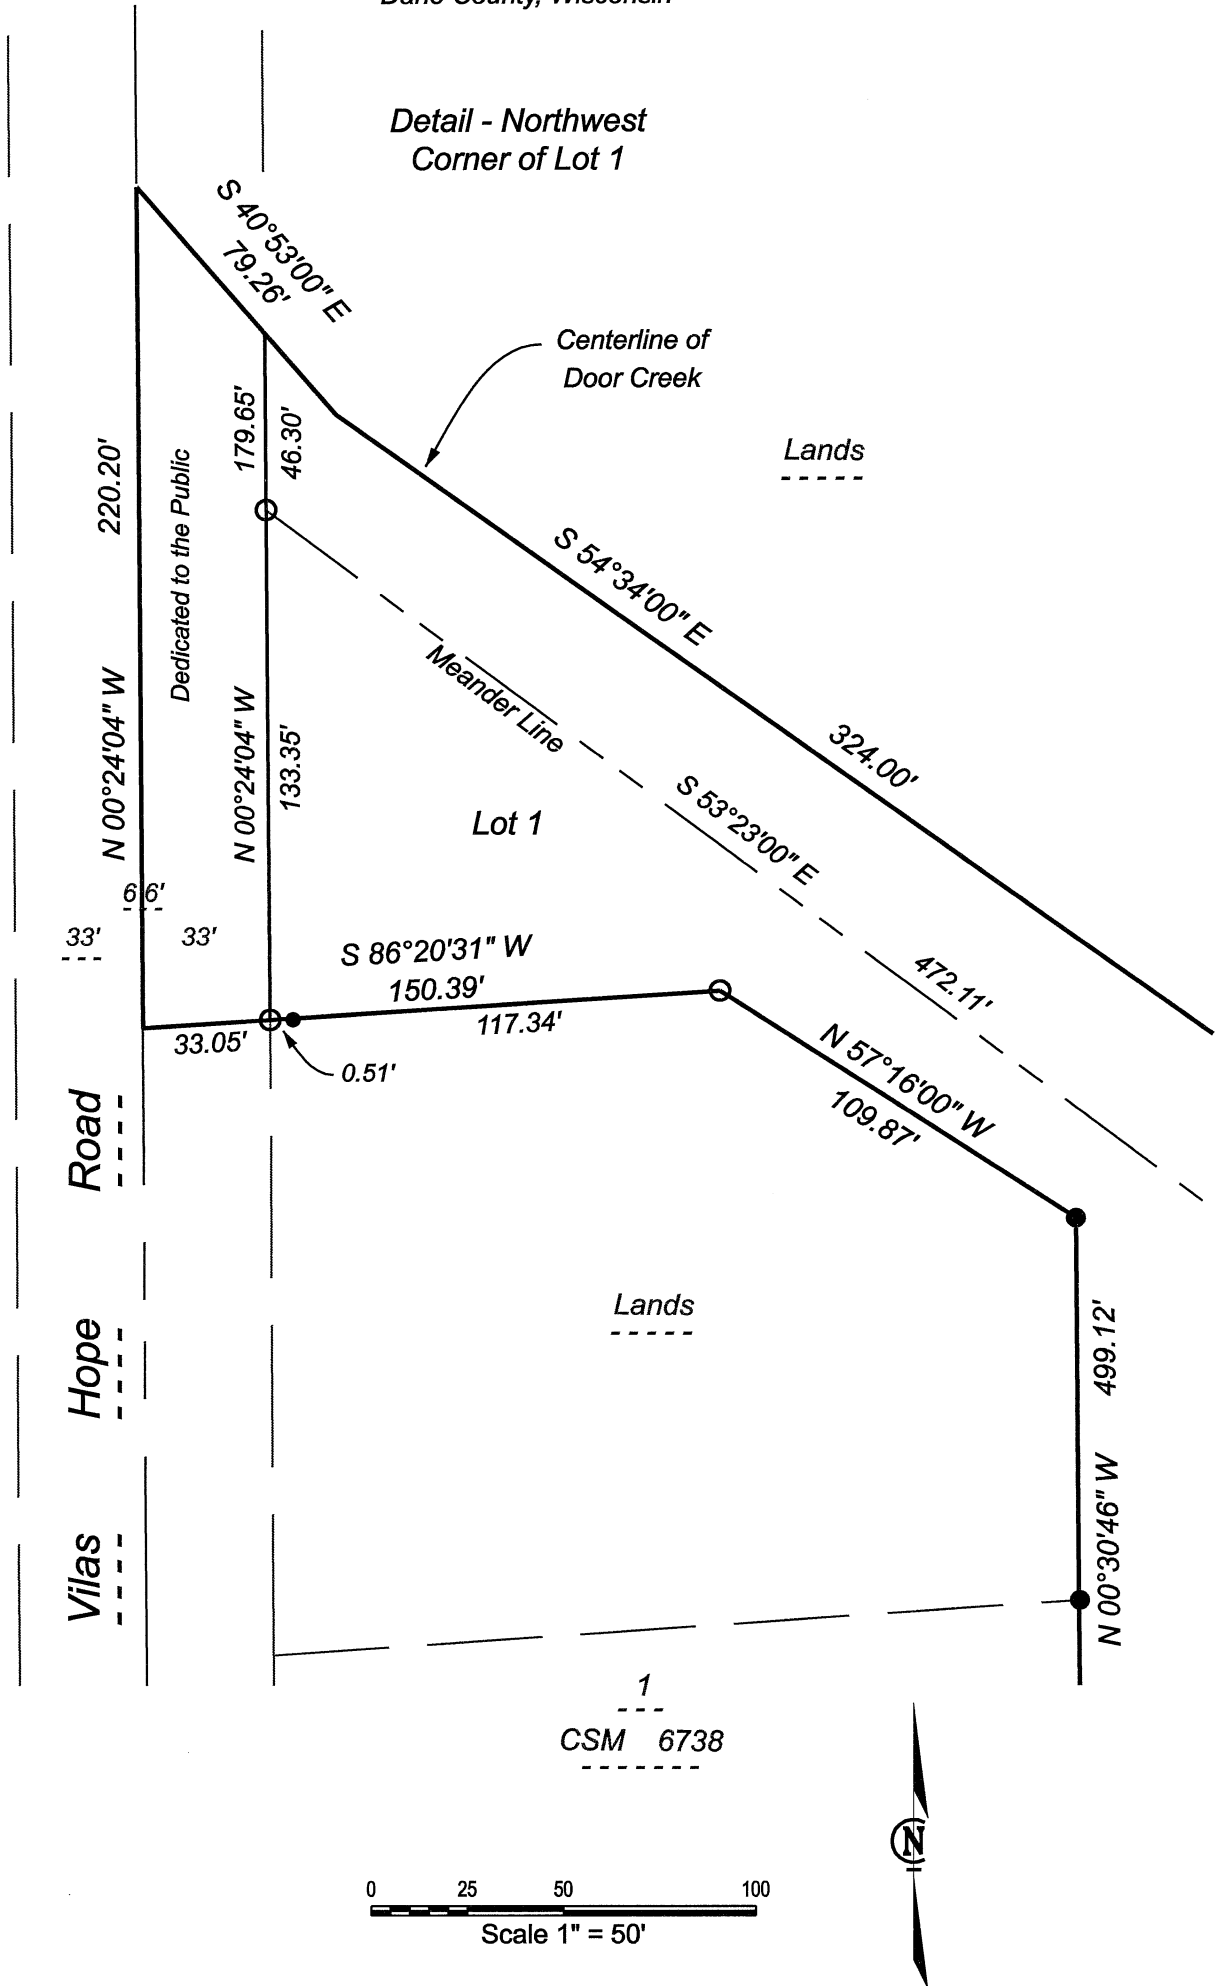 Dane County, Wisconsin
Detail - Northwest
Corner of Lot 1
S 40°53'00" E
79.26'
Centerline of
Door Creek
Lands
220.20'
N 00°24'04" W
Dedicated to the Public
179.65'
46.30'
N 00°24'04" W
133.35'
S 54°34'00" E
324.00'
Meander Line
S 53°23'00" E
472.11'
Lot 1
66'
33'
33'
S 86°20'31" W
150.39'
117.34'
33.05'
0.51'
N 57°16'00" W
109.87'
Vilas Hope Road
Lands
499.12'
N 00°30'46" W
1
CSM 6738
N
0 25 50 100
Scale 1" = 50'